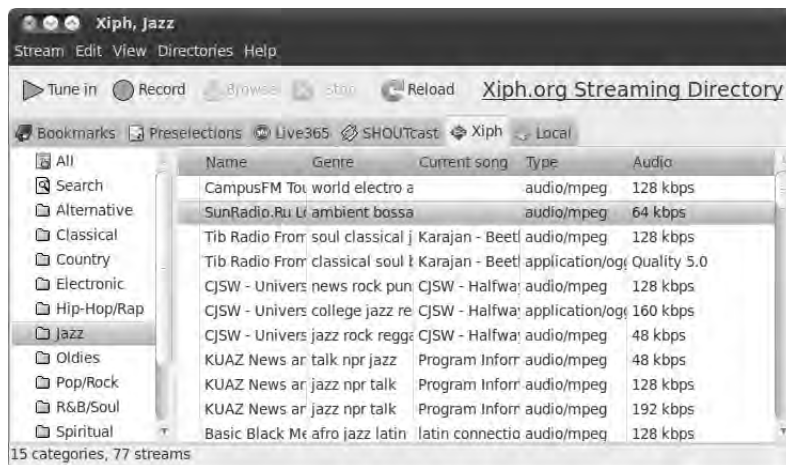 Xiph, Jazz
Stream Edit View Directories Help
Tune in Record Browse Stop Reload Xiph.org Streaming Directory
Bookmarks Preselections Live365 SHOUTcast Xiph Local
All
Search
Alternative
Classical
Country
Electronic
Hip-Hop/Rap
Jazz
Oldies
Pop/Rock
R&B/Soul
Spiritual
Name Genre Current song Type Audio
CampusFM Tou world electro a audio/mpeg 128 kbps
SunRadio.Ru Lo ambient bossa audio/mpeg 64 kbps
Tib Radio From soul classical j Karajan - Beet audio/mpeg 128 kbps
Tib Radio From classical soul Karajan - Beet application/og Quality 5.0
CJSW - Univers news rock pun CJSW - Halfwa audio/mpeg 128 kbps
CJSW - Univers college jazz re CJSW - Halfwa application/og 160 kbps
CJSW - Univers jazz rock regga CJSW - Halfwa audio/mpeg 48 kbps
KUAZ News an talk npr jazz Program Inforr audio/mpeg 48 kbps
KUAZ News an jazz npr talk Program Inforr audio/mpeg 128 kbps
KUAZ News an jazz npr talk Program Inforr audio/mpeg 192 kbps
Basic Black Me afro jazz latin latin connectio audio/mpeg 128 kbps
15 categories, 77 streams